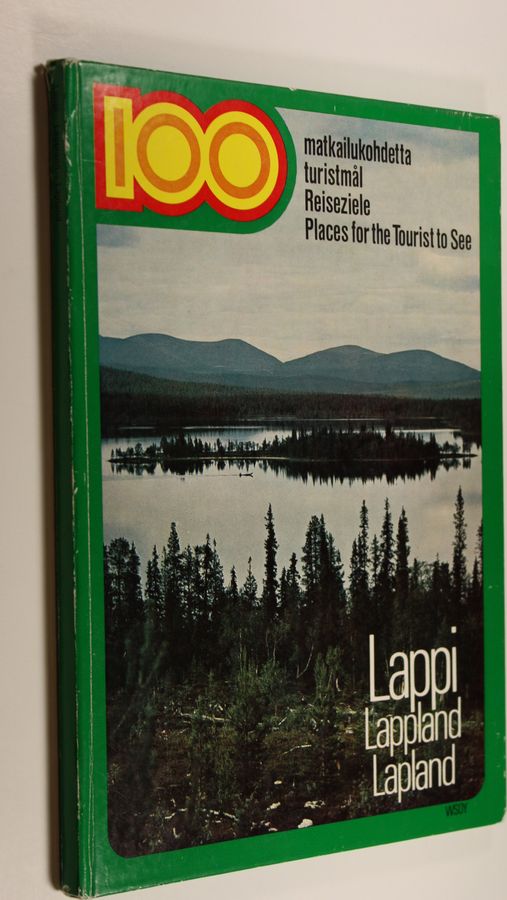 100
matkailukohdetta
turistmål
Reiseziele
Places for the Tourist to See
Lappi
Lappland
Lapland
WSOY